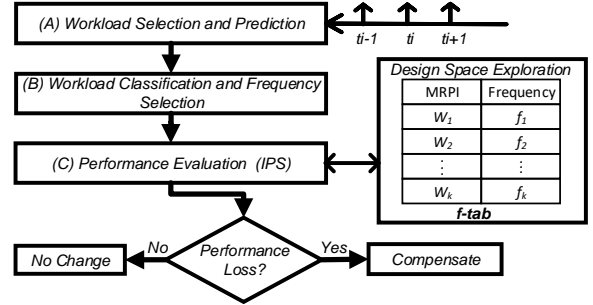 (A) Workload Selection and Prediction
ti-1 ti ti+1
(B) Workload Classification and Frequency
Selection
(C) Performance Evaluation (IPS)
Design Space Exploration
MRPI Frequency
W1 f1
W2 f2
⋮ ⋮
Wk fk
f-tab
Performance
Loss?
No
Yes
No Change
Compensate